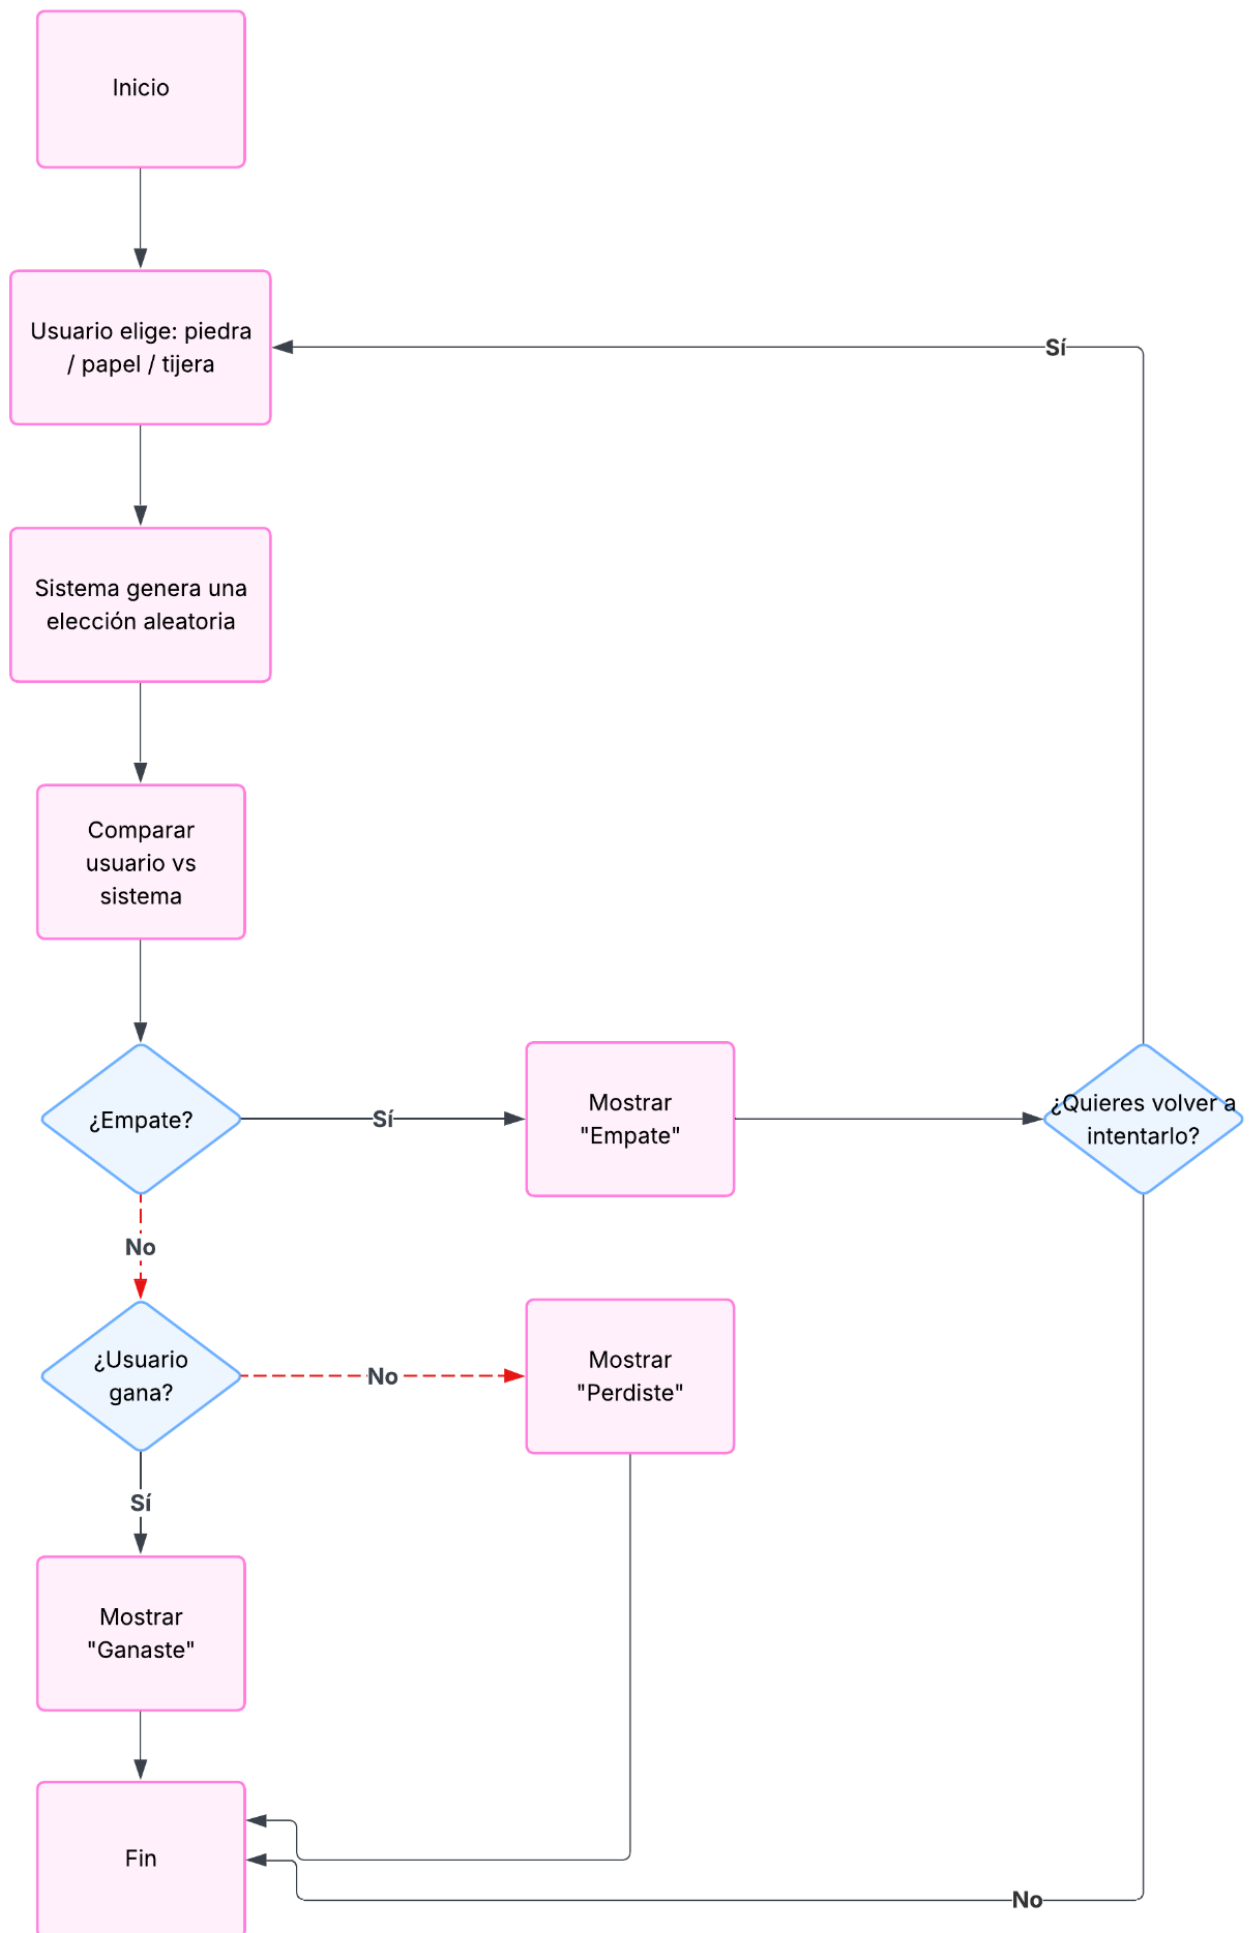 Inicio
Usuario elige: piedra
/ papel / tijera
Sí
Sistema genera una
elección aleatoria
Comparar
usuario vs
sistema
¿Empate?
Sí
Mostrar
"Empate"
¿Quieres volver a
intentarlo?
No
¿Usuario
gana?
No
Mostrar
"Perdiste"
Sí
Mostrar
"Ganaste"
Fin
No